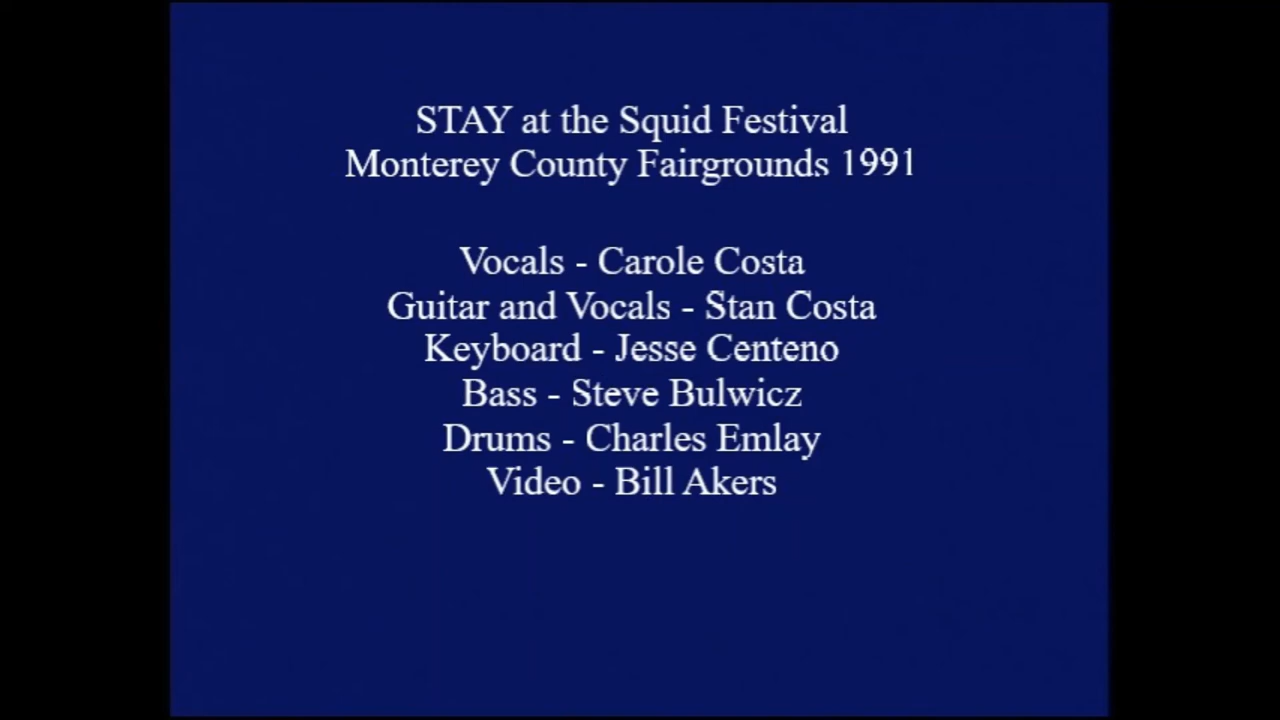 STAY at the Squid Festival
Monterey County Fairgrounds 1991
Vocals - Carole Costa
Guitar and Vocals - Stan Costa
Keyboard - Jesse Centeno
Bass - Steve Bulwicz
Drums - Charles Emlay
Video - Bill Akers